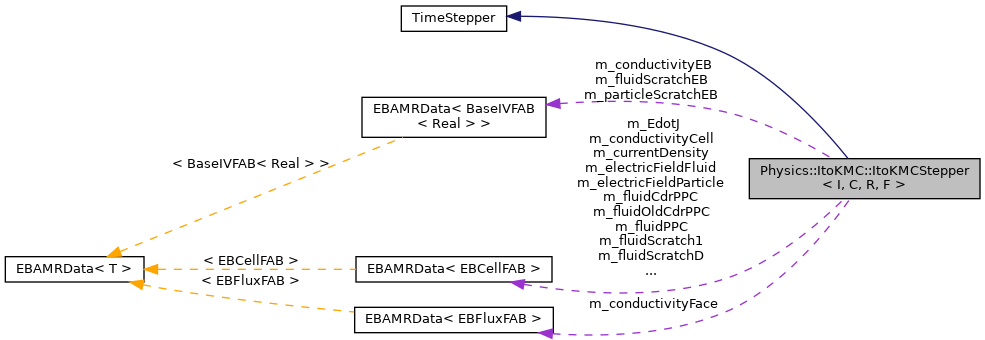 TimeStepper
m_conductivityEB
m_fluidScratchEB
m_particleScratchEB
EBAMRData< BaseIVFAB
< Real > >
m_EdotJ
m_conductivityCell
m_currentDensity
m_electricFieldFluid
m_electricFieldParticle
m_fluidCdrPPC
m_fluidOldCdrPPC
m_fluidPPC
m_fluidScratch1
m_fluidScratchD
...
< BaseIVFAB< Real > >
Physics::ItoKMC::ItoKMCStepper
< I, C, R, F >
EBAMRData< T >
< EBCellFAB >
< EBFluxFAB >
EBAMRData< EBCellFAB >
m_conductivityFace
EBAMRData< EBFluxFAB >